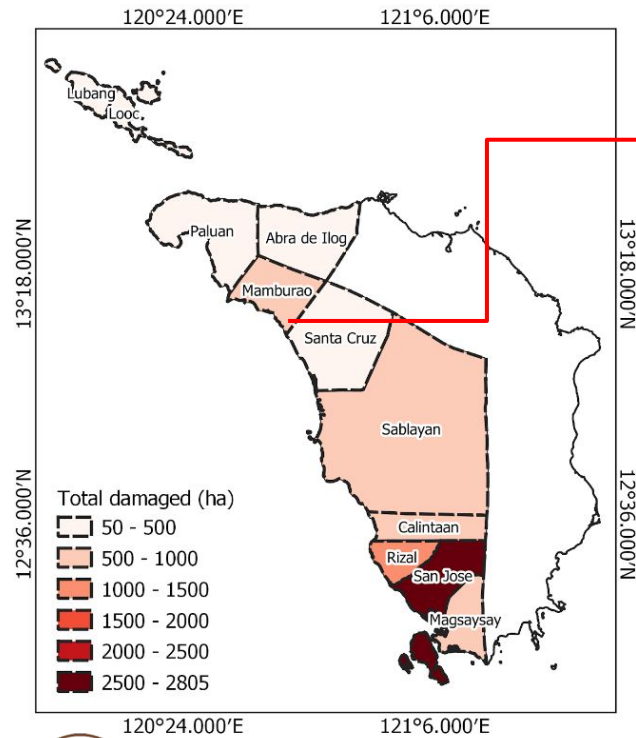 120°24.000′E 121°6.000′E
Lubang
Looc
Paluan
Abra de Ilog
13°18.000′N
13°18.000′N
Mamburao
Santa Cruz
Sablayan
12°36.000′N
12°36.000′N
Total damaged (ha)
50 - 500
500 - 1000
1000 - 1500
1500 - 2000
2000 - 2500
2500 - 2805
Calintaan
Rizal
San Jose
Magsaysay
120°24.000′E 121°6.000′E